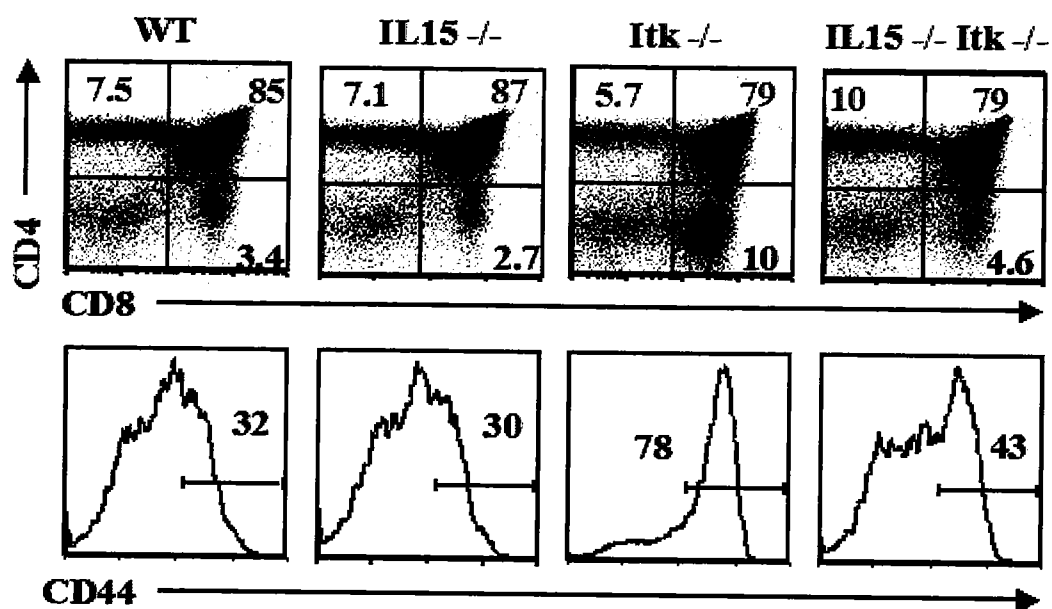 WT IL15 -/- Itk -/- IL15 -/- Itk -/-
7.5 85 7.1 87 5.7 79 10 79
3.4 2.7 10 4.6
CD4
CD8
32 30 78 43
CD44